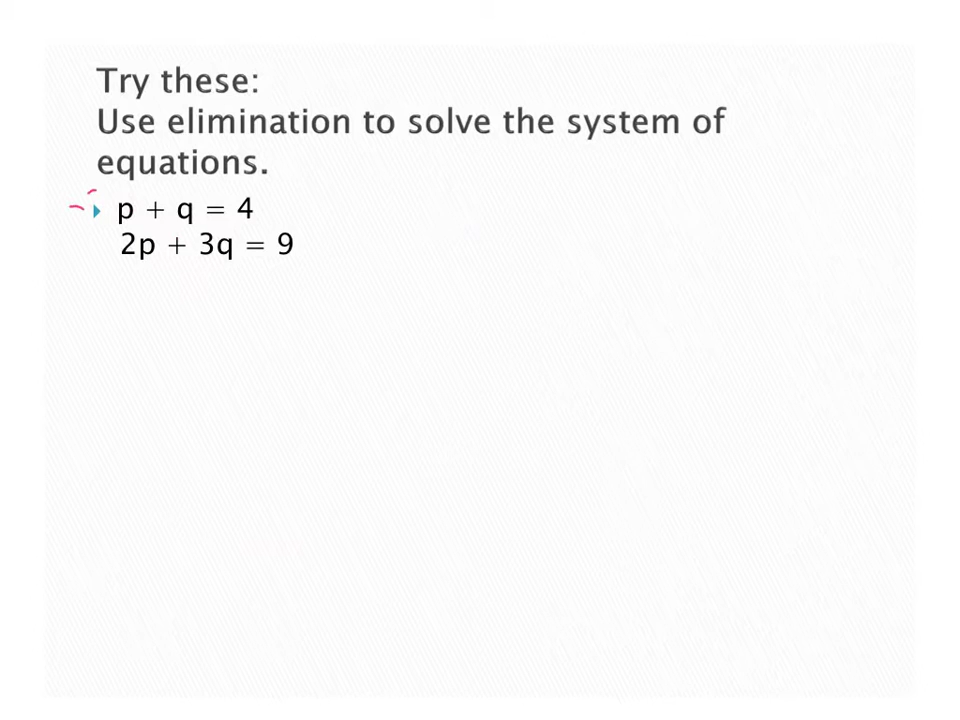 Try these:
Use elimination to solve the system of
equations.
p + q = 4
2p + 3q = 9